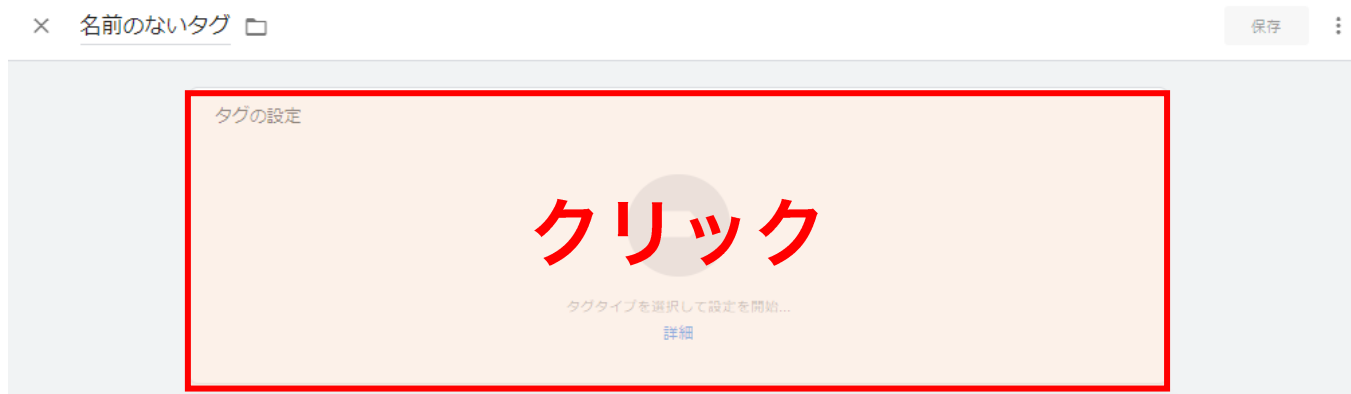 名前のないタグ
保存
タグの設定
クリック
タグタイプを選択して設定を開始...
詳細